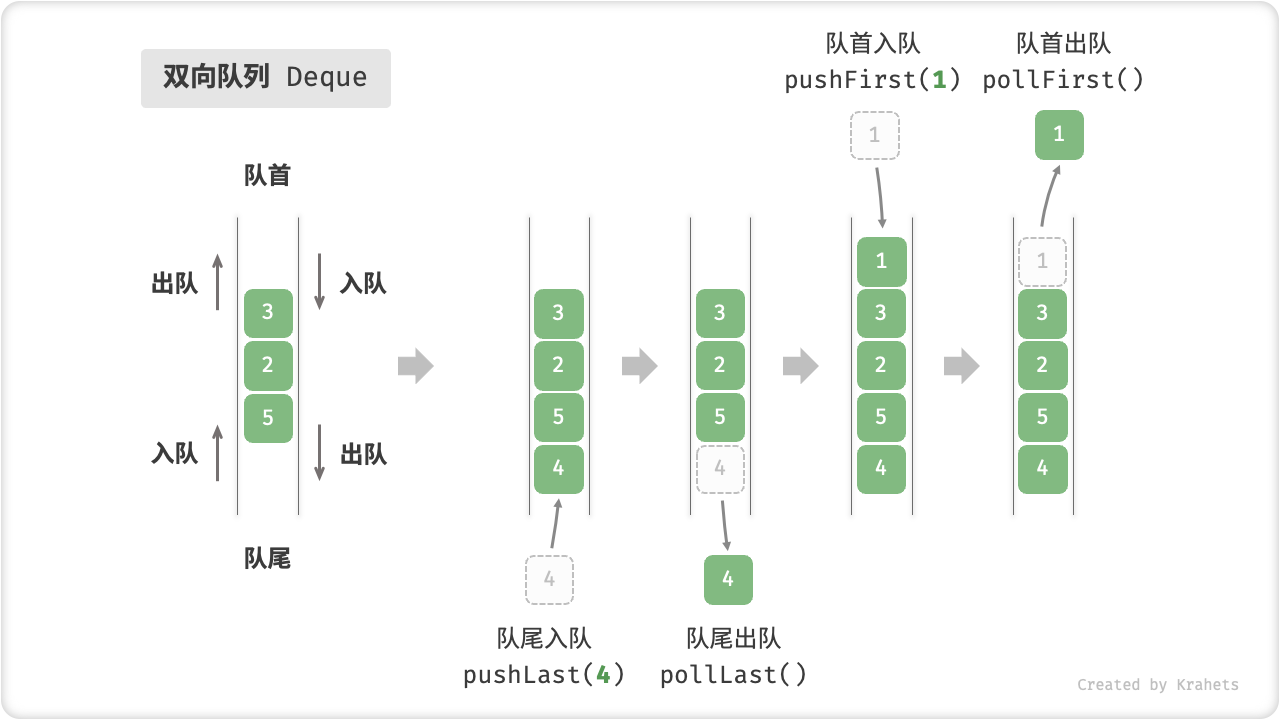 双向队列 Deque
队首
出队
入队
3
2
5
入队
出队
队尾
3
2
5
4
4
队尾入队
pushLast(4)
3
2
5
4
4
队尾出队
pollLast()
队首入队
pushFirst(1)
1
1
3
2
5
4
队首出队
pollFirst()
1
1
3
2
5
4
Created by Krahets